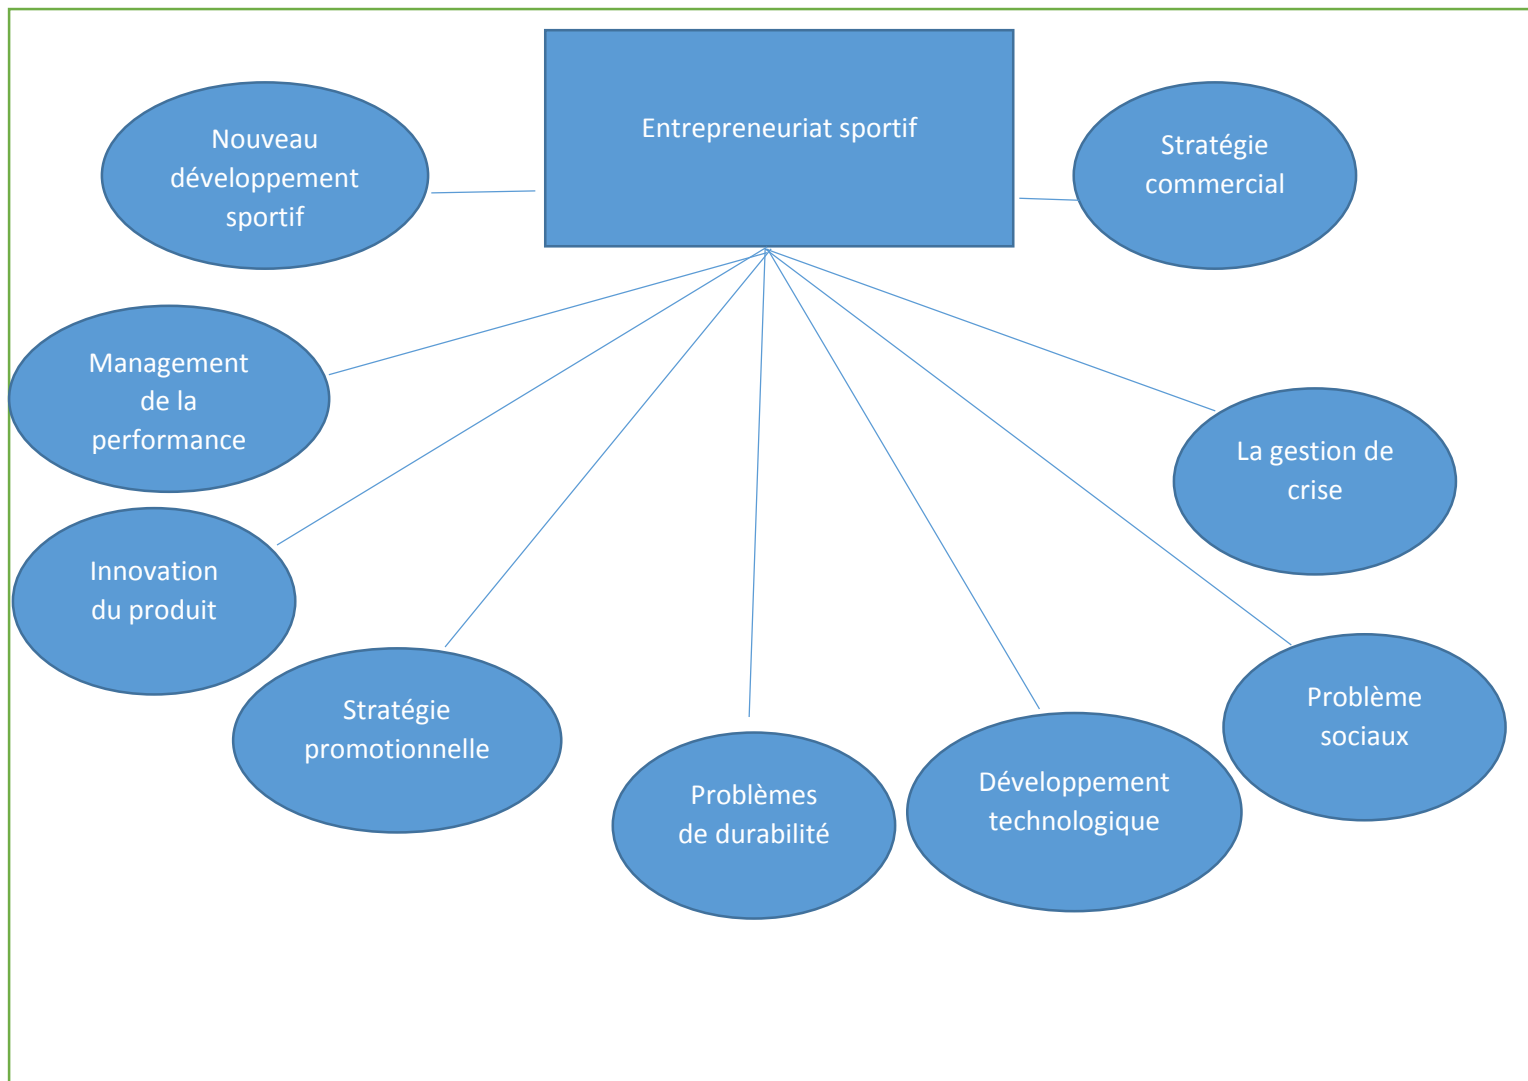 Entrepreneuriat sportif
Nouveau
développement
sportif
Stratégie
commercial
Management
de la
performance
La gestion de
crise
Innovation
du produit
Stratégie
promotionnelle
Problèmes
de durabilité
Développement
technologique
Problème
sociaux